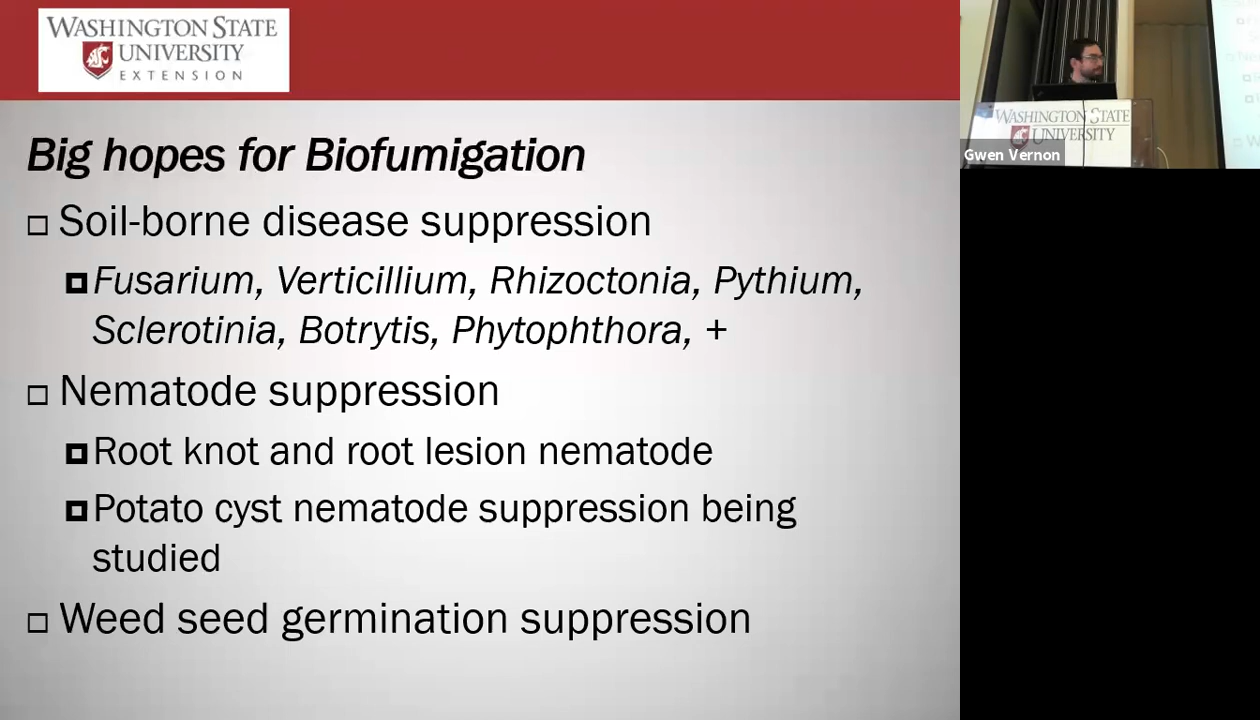 WASHINGTON STATE
UNIVERSITY
EXTENSION
Big hopes for Biofumigation
Soil-borne disease suppression
Fusarium, Verticillium, Rhizoctonia, Pythium,
Sclerotinia, Botrytis, Phytophthora, +
Nematode suppression
Root knot and root lesion nematode
Potato cyst nematode suppression being
studied
Weed seed germination suppression
WASHINGTON STATE
UNIVERSITY
Gwen Vernon